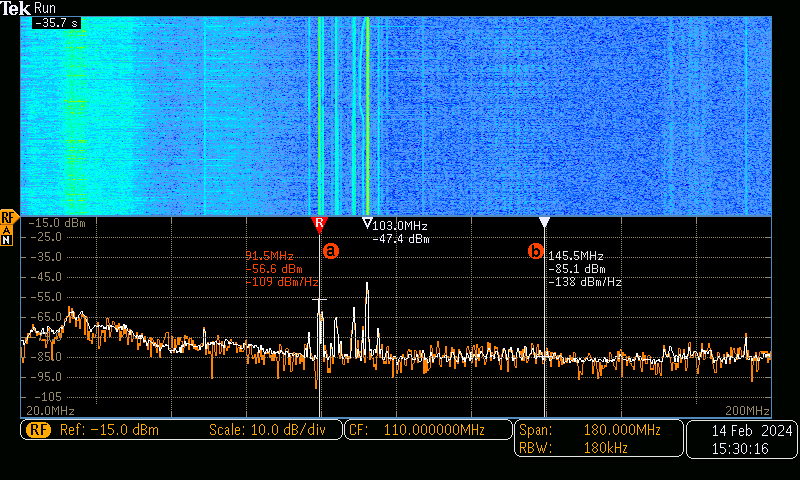 Tek Run
-35.7 s
RF
A
N
-15.0 dBm
-25.0
-35.0
-45.0
-55.0
-65.0
-75.0
-85.0
-95.0
-105
20.0MHz
200MHz
R
a
91.5MHz
-56.6 dBm
-109 dBm/Hz
103.0MHz
-47.4 dBm
b
145.5MHz
-85.1 dBm
-138 dBm/Hz
RF Ref: -15.0 dBm Scale: 10.0 dB/div
CF: 110.000000MHz
Span: 180.000MHz
RBW: 180kHz
14 Feb 2024
15:30:16